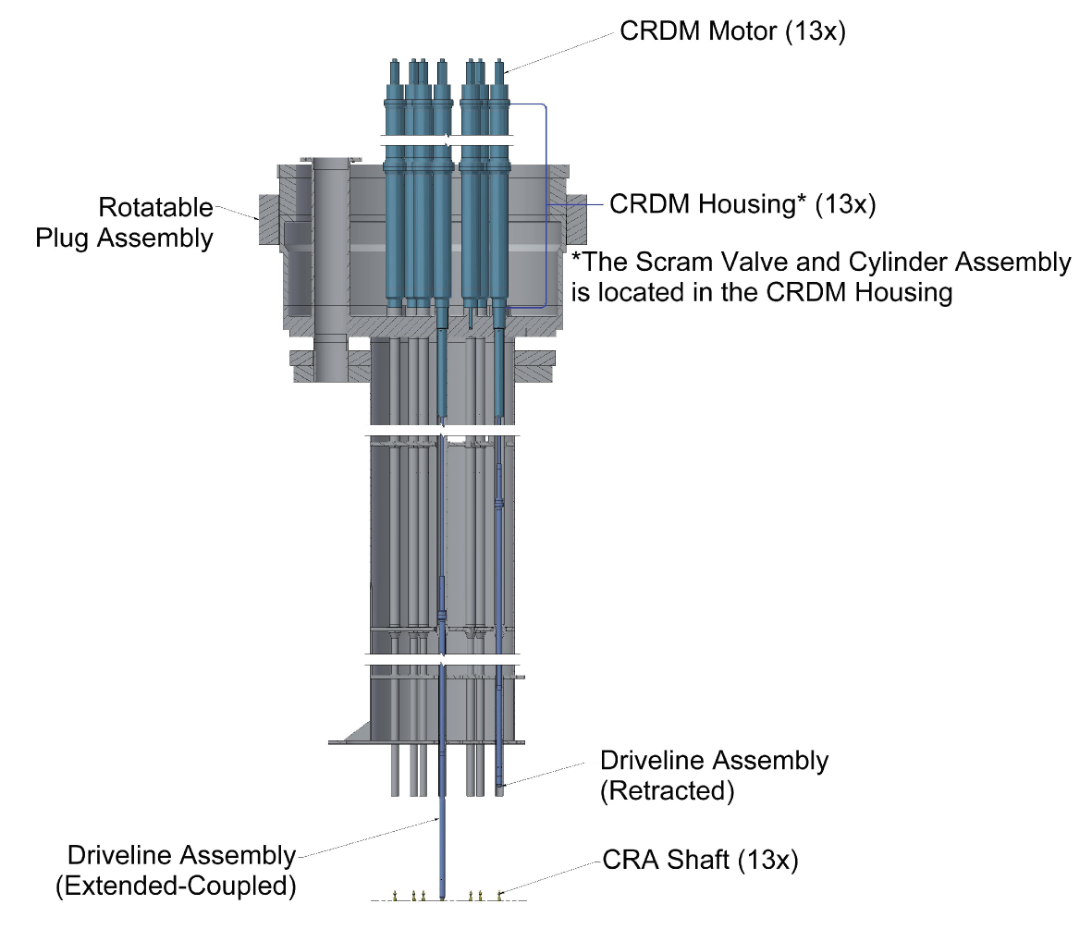 CRDM Motor (13x)
Rotatable
Plug Assembly
CRDM Housing* (13x)
*The Scram Valve and Cylinder Assembly
is located in the CRDM Housing
Driveline Assembly
(Retracted)
Driveline Assembly
(Extended-Coupled)
CRA Shaft (13x)